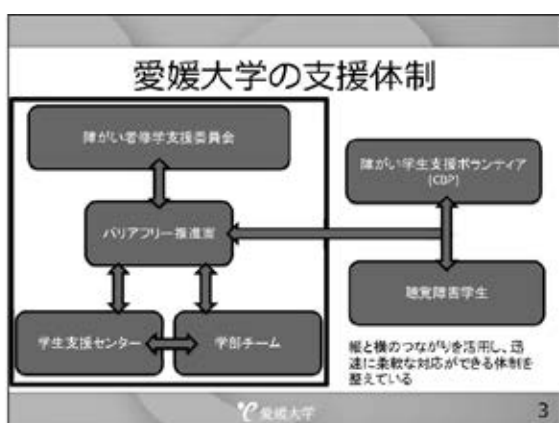 愛媛大学の支援体制
障がい者修学支援委員会
障がい学生支援ボランティア
(CBP)
バリアフリー推進室
聴覚障害学生
学生支援センター
学部チーム
縦と横のつながりを活用し、迅
速に柔軟な対応ができる体制を
整えている
愛媛大学
3